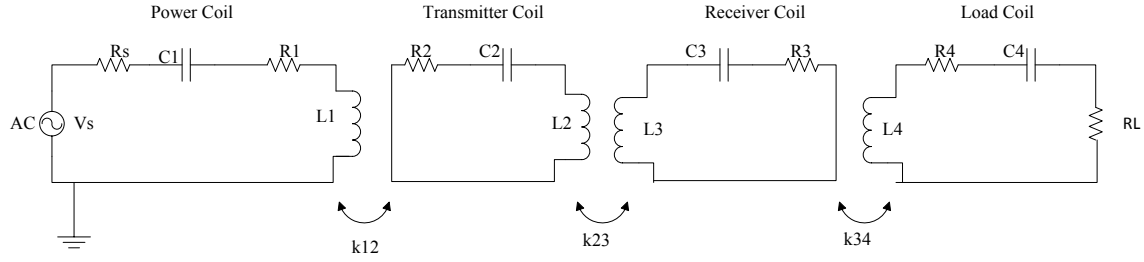 Power Coil
Transmitter Coil
Receiver Coil
Load Coil
Rs
C1
R1
R2
C2
C3
R3
R4
C4
AC
Vs
L1
L2
L3
L4
RL
k12
k23
k34